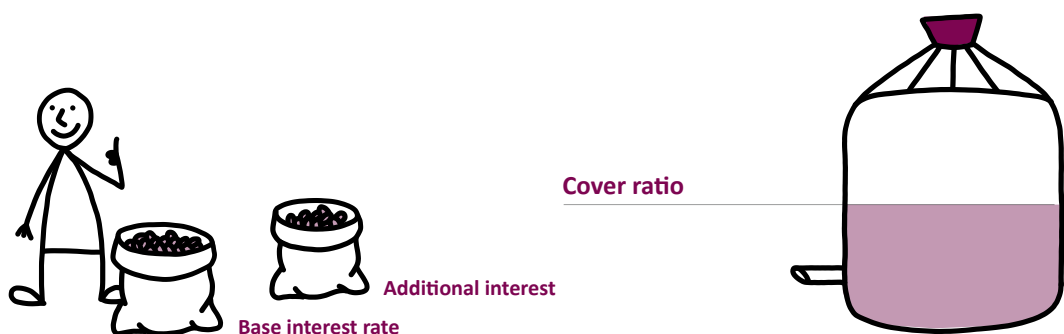 Cover ratio
Additional interest
Base interest rate